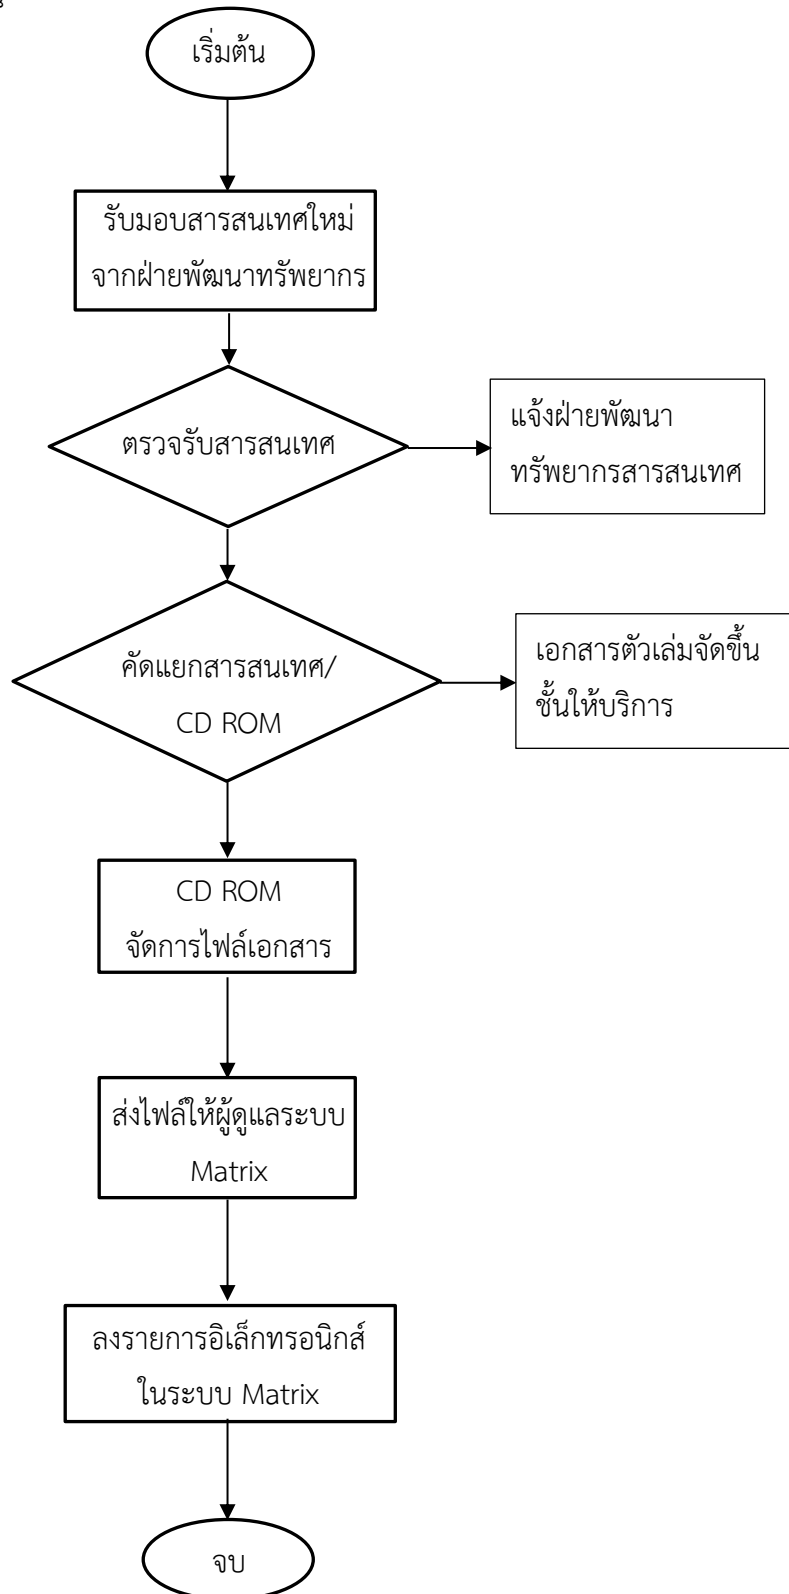 เริ่มต้น
รับมอบสารสนเทศใหม่
จากฝ่ายพัฒนาทรัพยากร
ตรวจรับสารสนเทศ
แจ้งฝ่ายพัฒนา
ทรัพยากรสารสนเทศ
คัดแยกสารสนเทศ/
CD ROM
เอกสารตัวเล่มจัดขึ้น
ชั้นให้บริการ
CD ROM
จัดการไฟล์เอกสาร
ส่งไฟล์ให้ผู้ดูแลระบบ
Matrix
ลงรายการอิเล็กทรอนิกส์
ในระบบ Matrix
จบ